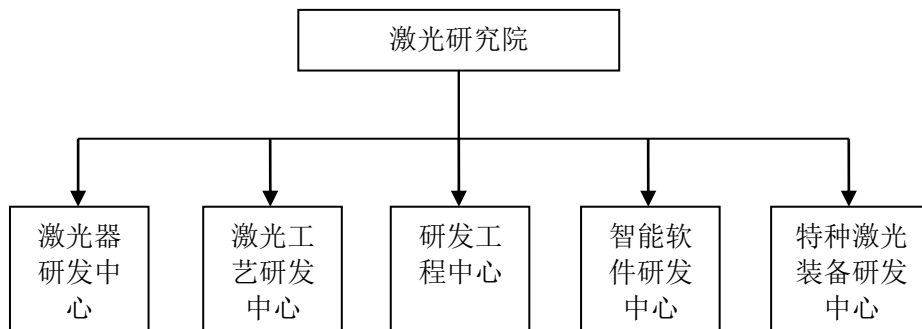 激光研究院
激光器
研发中
心
激光工
艺研发
中心
研发工
程中心
智能软
件研发
中心
特种激光
装备研发
中心